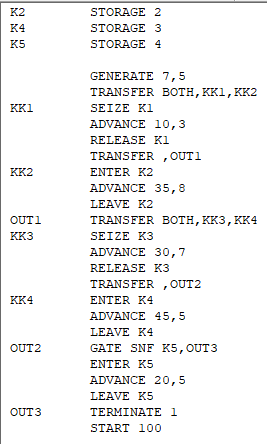 K2 STORAGE 2
K4 STORAGE 3
K5 STORAGE 4
GENERATE 7,5
TRANSFER BOTH,KK1,KK2
KK1 SEIZE K1
ADVANCE 10,3
RELEASE K1
TRANSFER ,OUT1
KK2 ENTER K2
ADVANCE 35,8
LEAVE K2
OUT1 TRANSFER BOTH,KK3,KK4
KK3 SEIZE K3
ADVANCE 30,7
RELEASE K3
TRANSFER ,OUT2
KK4 ENTER K4
ADVANCE 45,5
LEAVE K4
OUT2 GATE SNF K5,OUT3
ENTER K5
ADVANCE 20,5
LEAVE K5
OUT3 TERMINATE 1
START 100